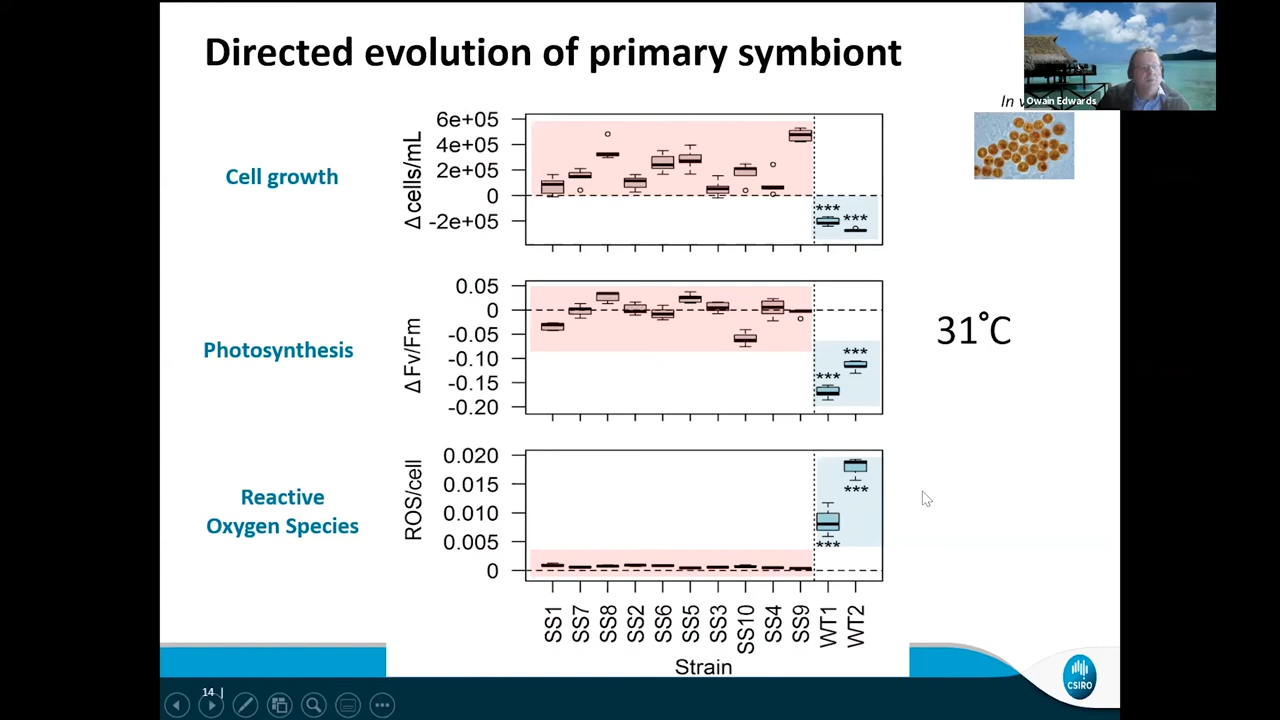 Directed evolution of primary symbiont
In v
Owain Edwards
Cell growth
Δ cells/mL
6e+05
4e+05
2e+05
0
-2e+05
***
***
Photosynthesis
Δ Fv/Fm
0.05
0
-0.05
-0.10
-0.15
-0.20
***
***
31˚C
Reactive
Oxygen Species
ROS/cell
0.020
0.015
0.010
0.005
0
***
***
SS1
SS7
SS8
SS2
SS6
SS5
SS3
SS10
SS4
SS9
WT1
WT2
Strain
CSIRO
14 |